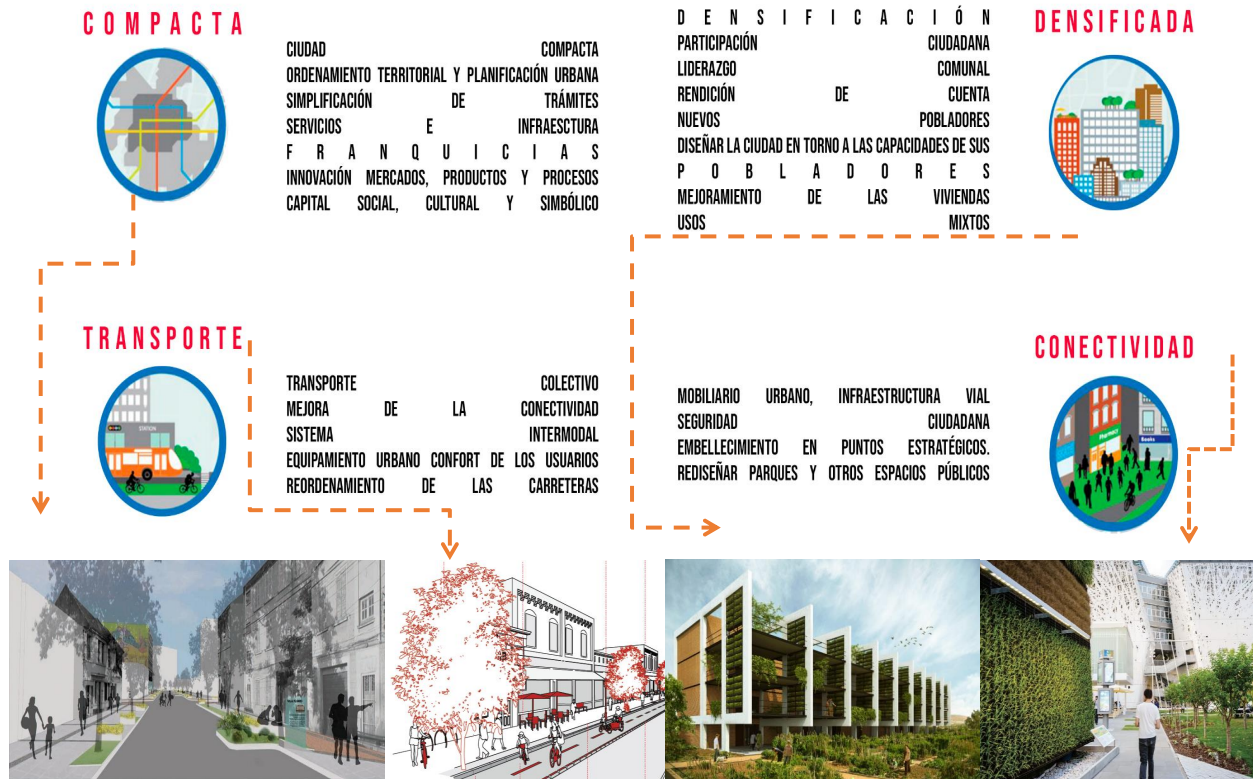 COMPACTA
CIUDAD COMPACTA
ORDENAMIENTO TERRITORIAL Y PLANIFICACIÓN URBANA
SIMPLIFICACIÓN DE TRÁMITES
SERVICIOS E INFRAESCTURA
FRANQUICIAS
INNOVACIÓN MERCADOS, PRODUCTOS Y PROCESOS
CAPITAL SOCIAL, CULTURAL Y SIMBÓLICO
DENSIFICACIÓN
PARTICIPACIÓN CIUDADANA
LIDERAZGO COMUNAL
RENDICIÓN DE CUENTA
NUEVOS POBLADORES
DISEÑAR LA CIUDAD EN TORNO A LAS CAPACIDADES DE SUS
POBLADORES
MEJORAMIENTO DE LAS VIVIENDAS
USOS MIXTOS
DENSIFICADA
TRANSPORTE
STATION
TRANSPORTE COLECTIVO
MEJORA DE LA CONECTIVIDAD
SISTEMA INTERMODAL
EQUIPAMIENTO URBANO CONFORT DE LOS USUARIOS
REORDENAMIENTO DE LAS CARRETERAS
MOBILIARIO URBANO, INFRAESTRUCTURA VIAL
SEGURIDAD CIUDADANA
EMBELLECIMIENTO EN PUNTOS ESTRATÉGICOS.
REDISEÑAR PARQUES Y OTROS ESPACIOS PÚBLICOS
CONECTIVIDAD
Pharmacy
Books